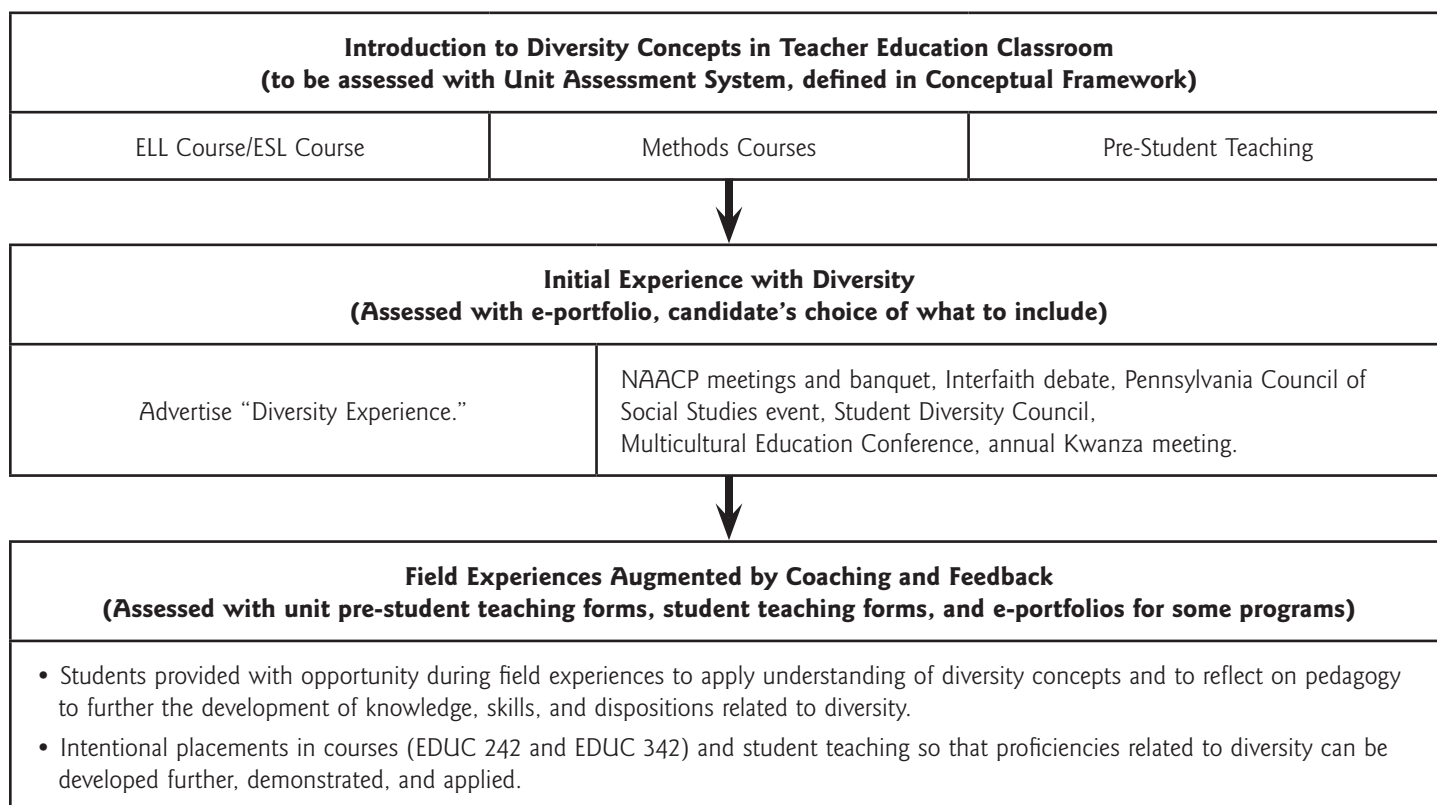 Introduction to Diversity Concepts in Teacher Education Classroom
(to be assessed with Unit Assessment System, defined in Conceptual Framework)
ELL Course/ESL Course
Methods Courses
Pre-Student Teaching
Initial Experience with Diversity
(Assessed with e-portfolio, candidate’s choice of what to include)
Advertise “Diversity Experience.”
NAACP meetings and banquet, Interfaith debate, Pennsylvania Council of
Social Studies event, Student Diversity Council,
Multicultural Education Conference, annual Kwanza meeting.
Field Experiences Augmented by Coaching and Feedback
(Assessed with unit pre-student teaching forms, student teaching forms, and e-portfolios for some programs)
• Students provided with opportunity during field experiences to apply understanding of diversity concepts and to reflect on pedagogy
to further the development of knowledge, skills, and dispositions related to diversity.
• Intentional placements in courses (EDUC 242 and EDUC 342) and student teaching so that proficiencies related to diversity can be
developed further, demonstrated, and applied.